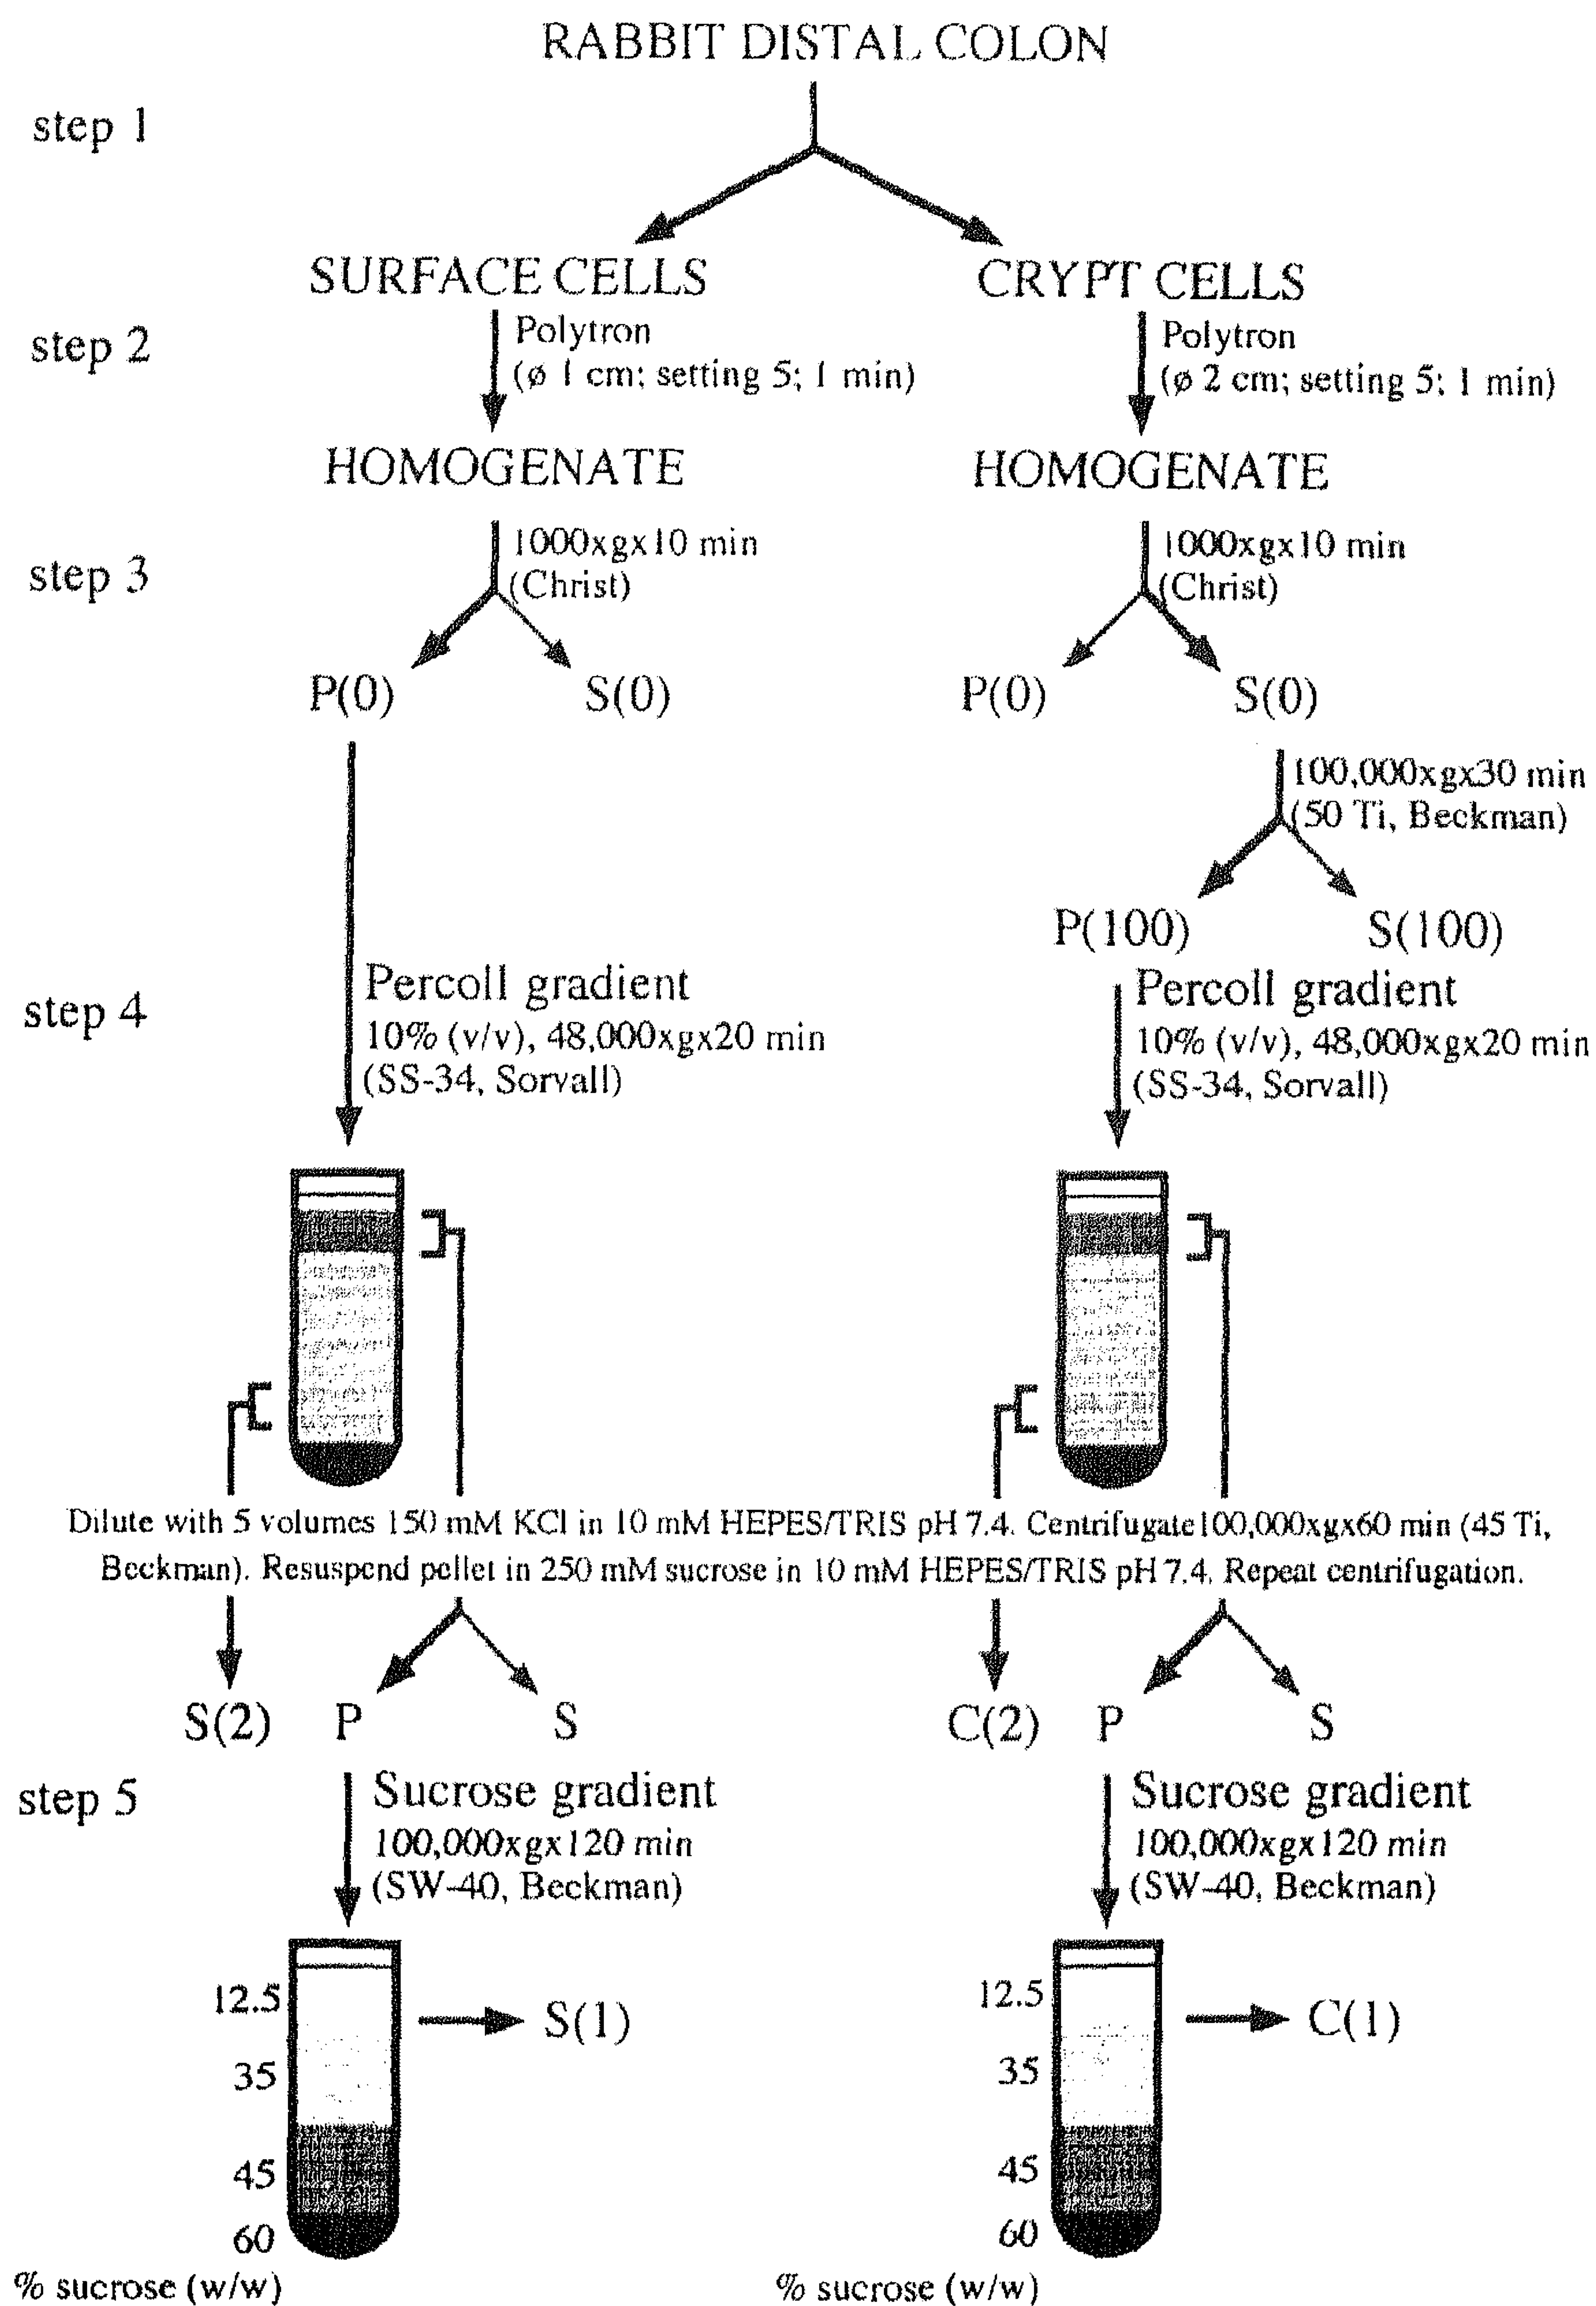 RABBIT DISTAL COLON
step 1
SURFACE CELLS
CRYPT CELLS
step 2
Polytron
(ø 1 cm; setting 5; 1 min)
Polytron
(ø 2 cm; setting 5; 1 min)
HOMOGENATE
HOMOGENATE
step 3
1000xgx10 min
(Christ)
1000xgx10 min
(Christ)
P(0)
S(0)
P(0)
S(0)
100,000xgx30 min
(50 Ti, Beckman)
P(100)
S(100)
step 4
Percoll gradient
10% (v/v), 48,000xgx20 min
(SS-34, Sorvall)
Percoll gradient
10% (v/v), 48,000xgx20 min
(SS-34, Sorvall)
Dilute with 5 volumes 150 mM KCl in 10 mM HEPES/TRIS pH 7.4. Centrifugate 100,000xgx60 min (45 Ti,
Beckman). Resuspend pellet in 250 mM sucrose in 10 mM HEPES/TRIS pH 7.4. Repeat centrifugation.
S(2)
P
S
C(2)
P
S
step 5
Sucrose gradient
100,000xgx120 min
(SW-40, Beckman)
Sucrose gradient
100,000xgx120 min
(SW-40, Beckman)
12.5
35
45
60
S(1)
% sucrose (w/w)
12.5
35
45
60
C(1)
% sucrose (w/w)